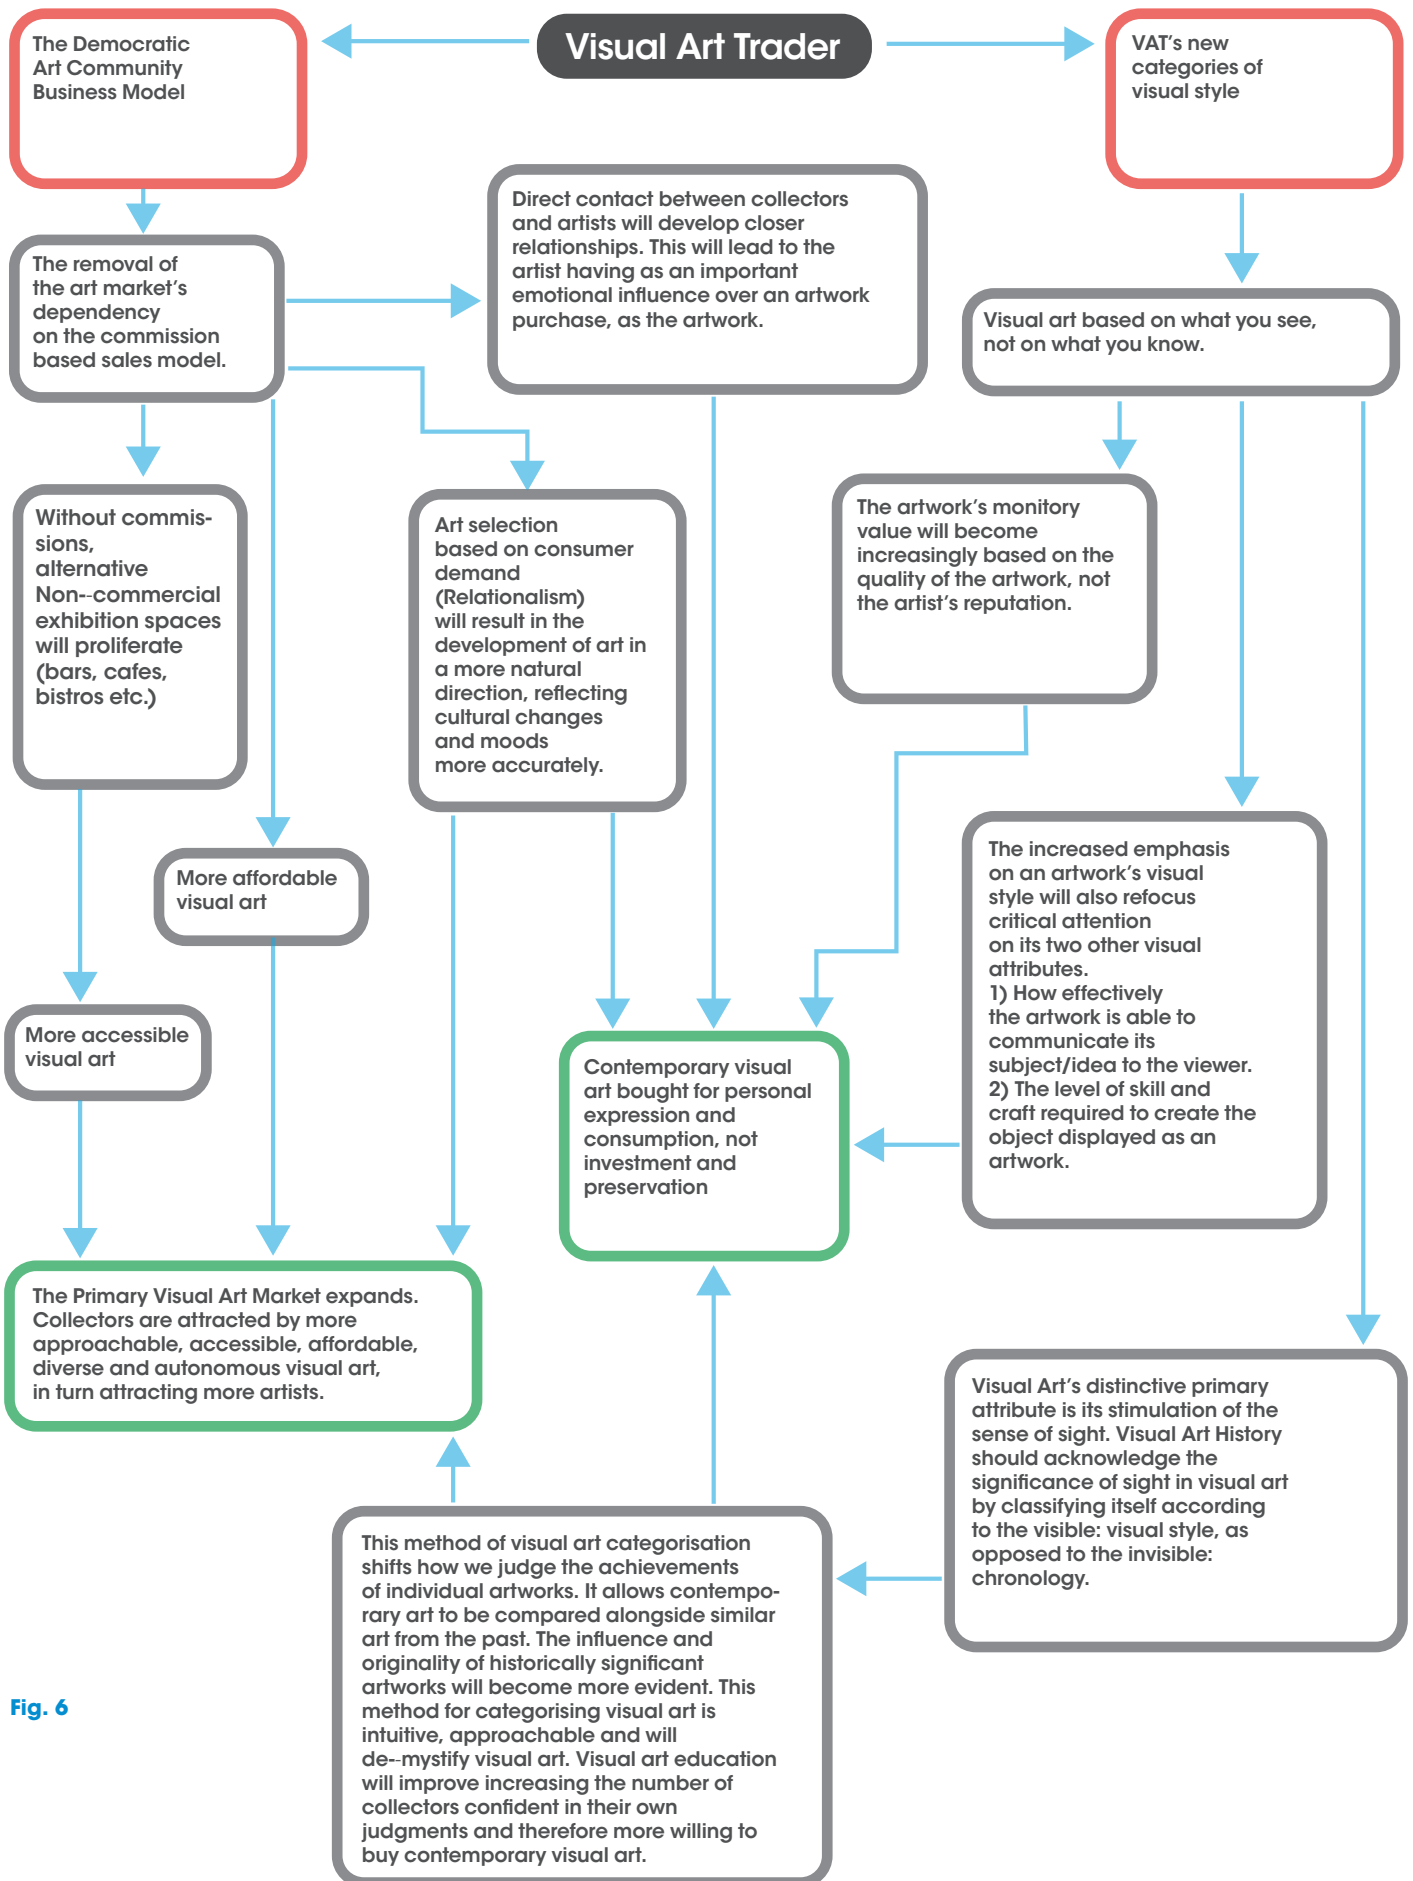 Visual Art Trader
The Democratic
Art Community
Business Model
VAT's new
categories of
visual style
The removal of
the art market's
dependency
on the commission
based sales model.
Direct contact between collectors
and artists will develop closer
relationships. This will lead to the
artist having as an important
emotional influence over an artwork
purchase, as the artwork.
Visual art based on what you see,
not on what you know.
Without commis-
sions,
alternative
Non--commercial
exhibition spaces
will proliferate
(bars, cafes,
bistros etc.)
Art selection
based on consumer
demand
(Relationalism)
will result in the
development of art in
a more natural
direction, reflecting
cultural changes
and moods
more accurately.
The artwork's monitory
value will become
increasingly based on the
quality of the artwork, not
the artist's reputation.
More affordable
visual art
The increased emphasis
on an artwork's visual
style will also refocus
critical attention
on its two other visual
attributes.
1) How effectively
the artwork is able to
communicate its
subject/idea to the viewer.
2) The level of skill and
craft required to create the
object displayed as an
artwork.
More accessible
visual art
Contemporary visual
art bought for personal
expression and
consumption, not
investment and
preservation
The Primary Visual Art Market expands.
Collectors are attracted by more
approachable, accessible, affordable,
diverse and autonomous visual art,
in turn attracting more artists.
Visual Art's distinctive primary
attribute is its stimulation of the
sense of sight. Visual Art History
should acknowledge the
significance of sight in visual art
by classifying itself according
to the visible: visual style, as
opposed to the invisible:
chronology.
This method of visual art categorisation
shifts how we judge the achievements
of individual artworks. It allows contempo-
rary art to be compared alongside similar
art from the past. The influence and
originality of historically significant
artworks will become more evident. This
method for categorising visual art is
intuitive, approachable and will
de--mystify visual art. Visual art education
will improve increasing the number of
collectors confident in their own
judgments and therefore more willing to
buy contemporary visual art.
Fig. 6